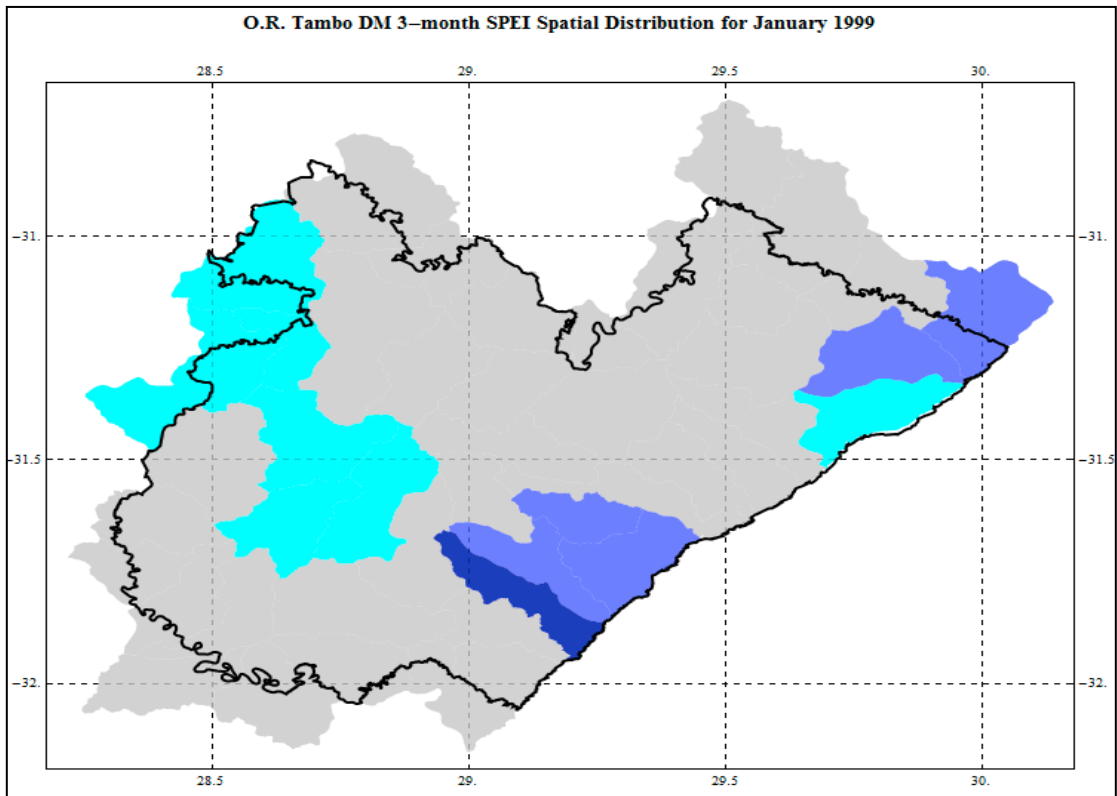 O.R. Tambo DM 3–month SPEI Spatial Distribution for January 1999
28.5 29. 29.5 30.
−31. −31.
−31.5 −31.5
−32. −32.
28.5 29. 29.5 30.